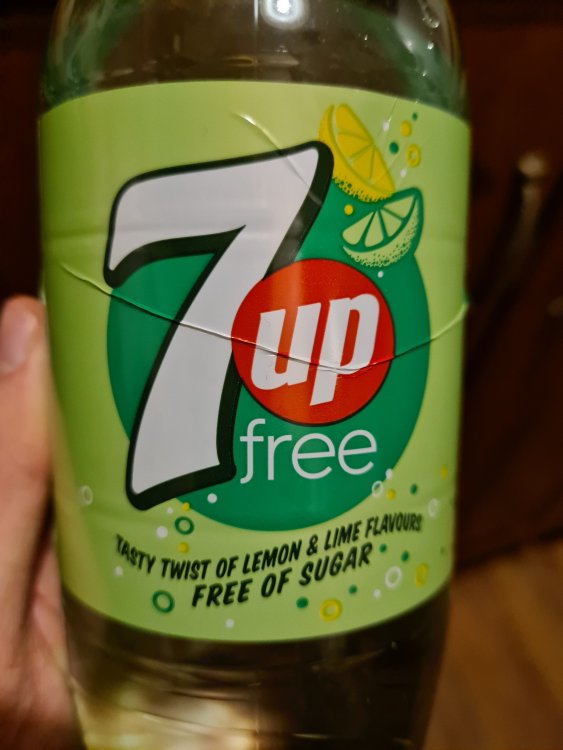 7up
free
TASTY TWIST OF LEMON & LIME FLAVOURS
FREE OF SUGAR